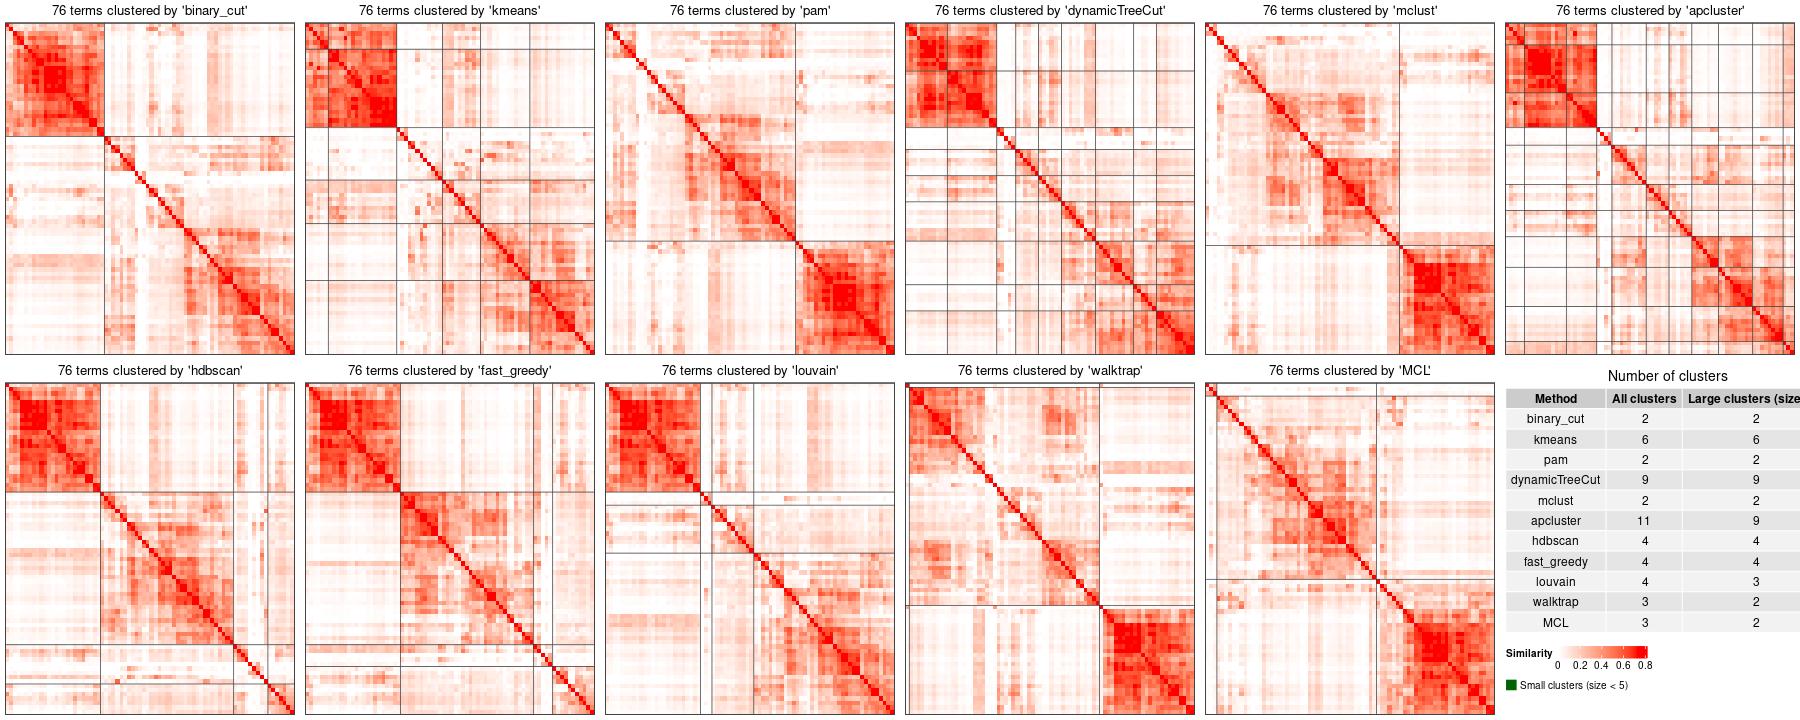 76 terms clustered by 'binary_cut'
76 terms clustered by 'kmeans'
76 terms clustered by 'pam'
76 terms clustered by 'dynamicTreeCut'
76 terms clustered by 'mclust'
76 terms clustered by 'apcluster'
76 terms clustered by 'hdbscan'
76 terms clustered by 'fast_greedy'
76 terms clustered by 'louvain'
76 terms clustered by 'walktrap'
76 terms clustered by 'MCL'
Number of clusters
Method All clusters Large clusters (size
binary_cut 2 2
kmeans 6 6
pam 2 2
dynamicTreeCut 9 9
mclust 2 2
apcluster 11 9
hdbscan 4 4
fast_greedy 4 4
louvain 4 3
walktrap 3 2
MCL 3 2
Similarity
0 0.2 0.4 0.6 0.8
Small clusters (size < 5)